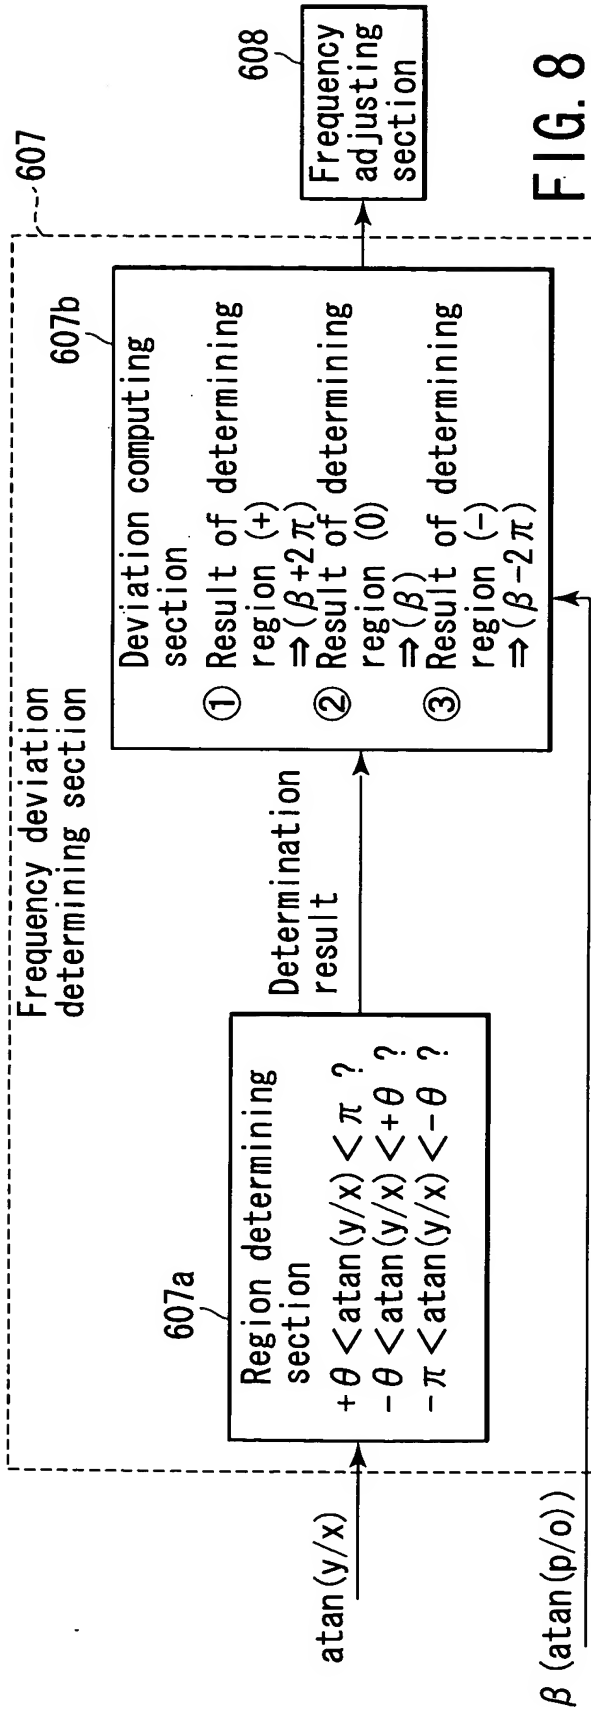 Frequency deviation
determining section
607
atan(y/x)
607a
Region determining
section
+θ <atan(y/x) <π ?
-θ <atan(y/x) <+θ ?
-π <atan(y/x) <-θ ?
Determination
result
607b
Deviation computing
section
① Result of determining
region (+)
⇒(β+2π)
② Result of determining
region (0)
⇒(β)
③ Result of determining
region (-)
⇒(β-2π)
608
Frequency
adjusting
section
β (atan(p/o))
FIG. 8